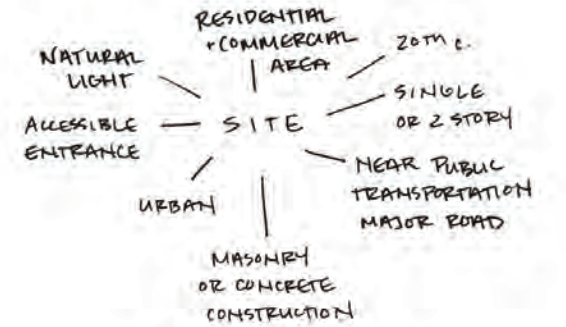 RESIDENTIAL
+ COMMERCIAL
AREA
20TH C.
NATURAL
LIGHT
SINGLE
OR 2 STORY
ACCESSIBLE
ENTRANCE
SITE
NEAR PUBLIC
TRANSPORTATION
MAJOR ROAD
URBAN
MASONRY
OR CONCRETE
CONSTRUCTION